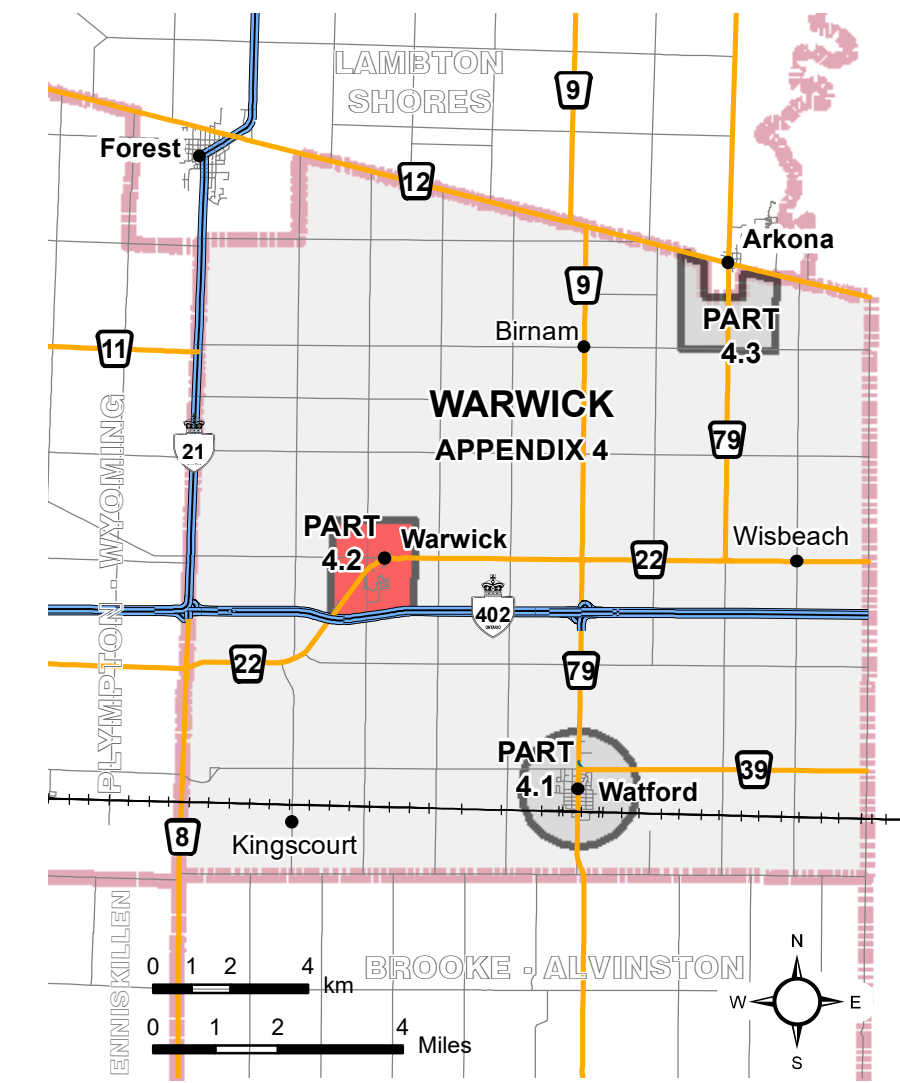 LAMBTON
SHORES
9
Forest
12
Arkona
9
PART
4.3
Birnam
11
WARWICK
APPENDIX 4
79
21
PLYMPTON - WYOMING
PART
4.2
Warwick
Wisbeach
22
402
ONTARIO
22
79
PART
4.1
39
Watford
8
Kingscourt
ENNISKILLEN
BROOKE - ALVINSTON
0 1 2 4
km
0 1 2 4
Miles
N
W E
S